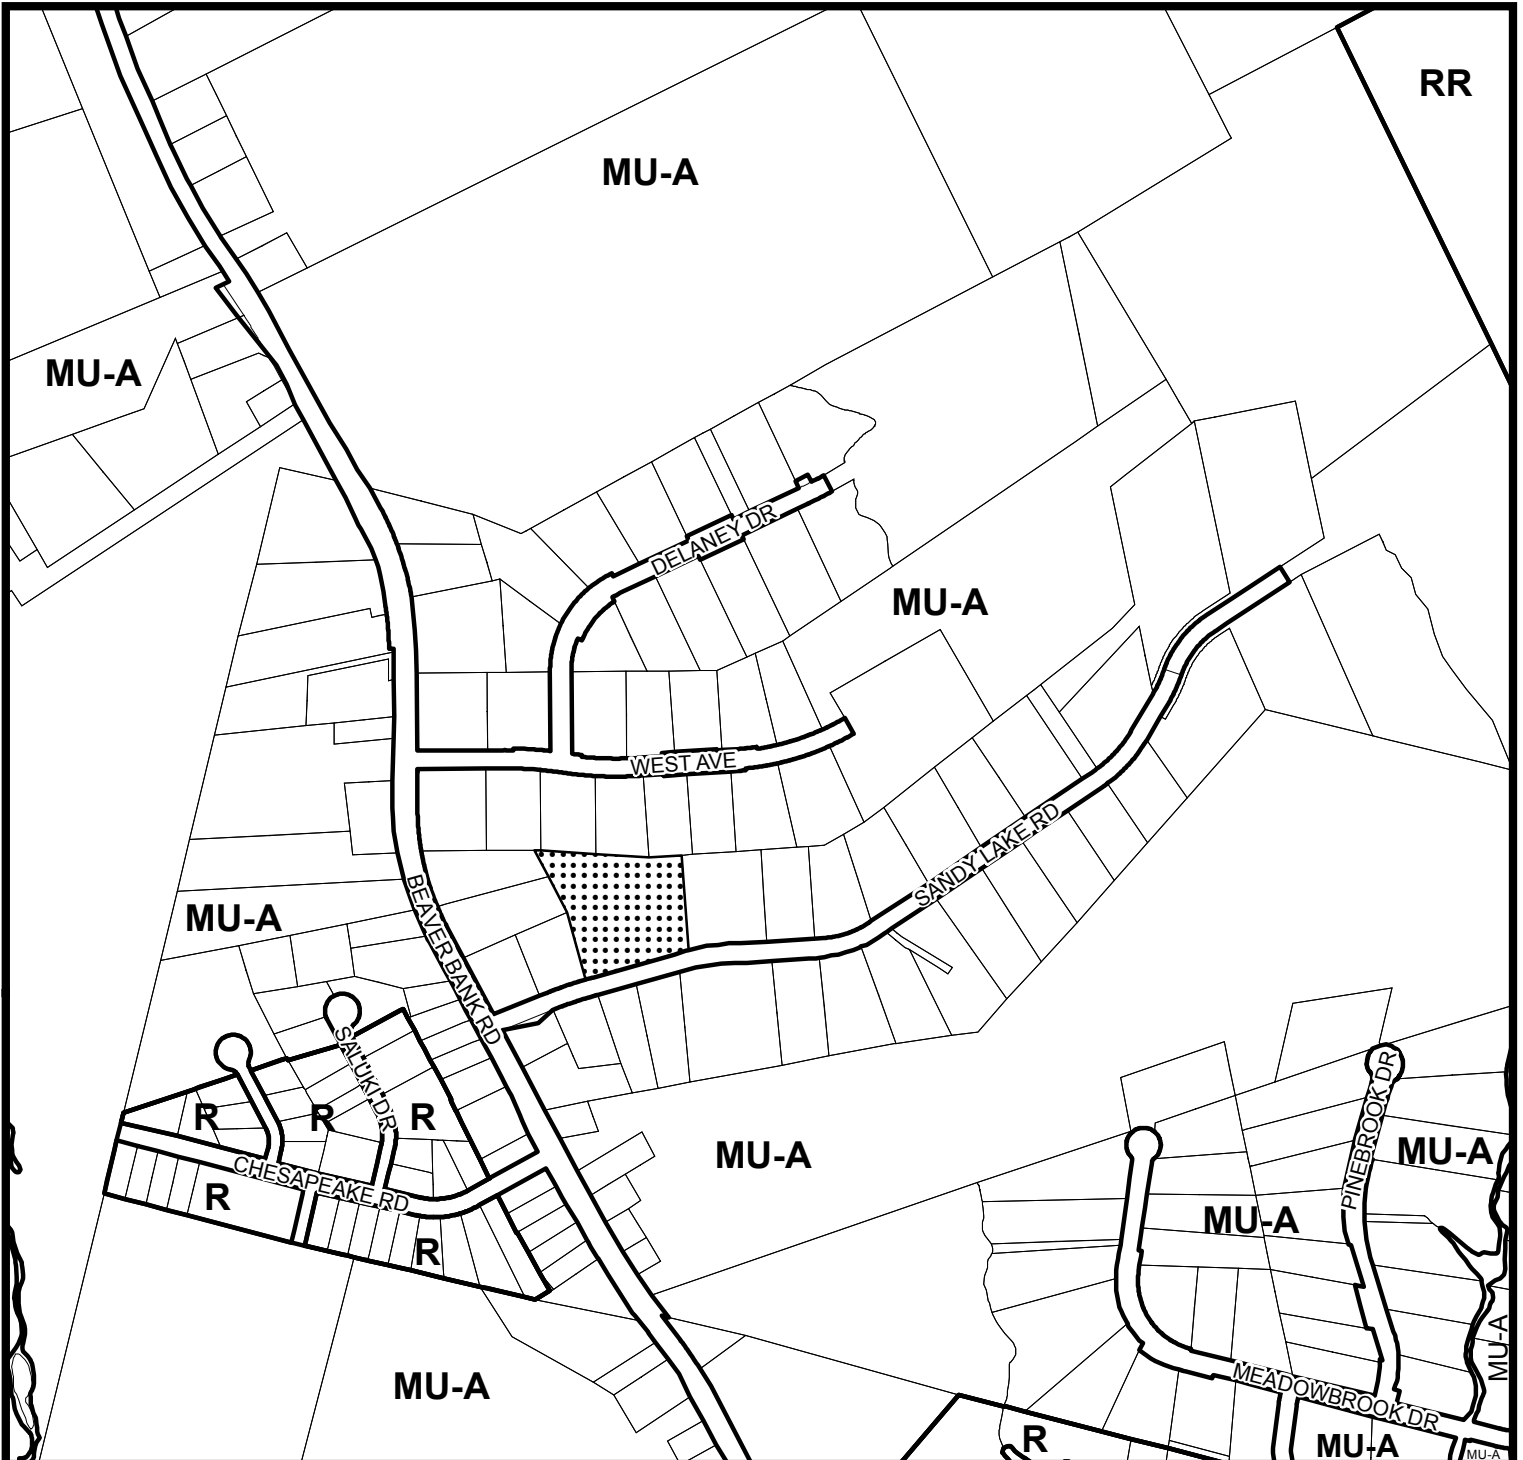 RR
MU-A
MU-A
DELANEY DR
MU-A
WEST AVE
SANDY LAKE RD
MU-A
BEAVER BANK RD
SALUKI DR
PINEBROOK DR
R
R
R
MU-A
MU-A
CHESAPEAKE RD
R
MU-A
R
MU-A
MU-A
MEADOWBROOK DR
R
MU-A
MU-A